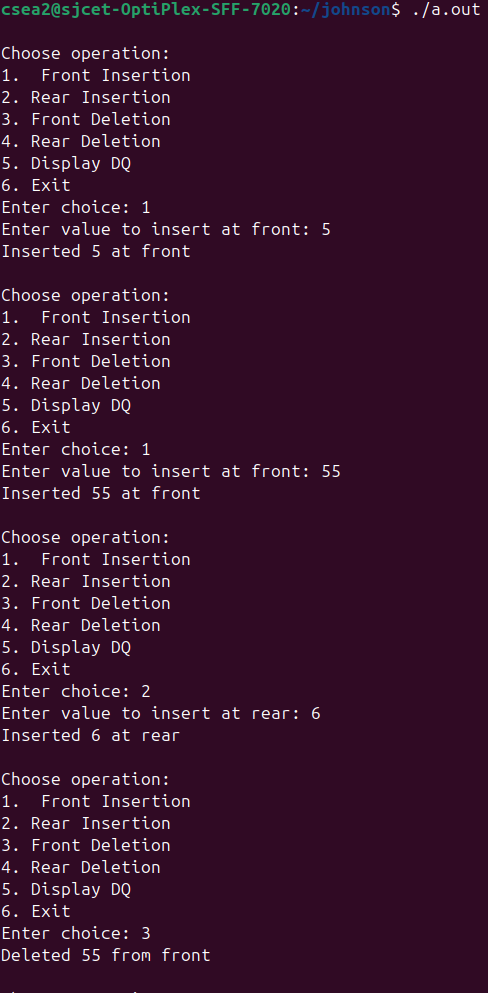 csea2@sjcet-OptiPlex-SFF-7020:~/johnson$ ./a.out
Choose operation:
1.  Front Insertion
2. Rear Insertion
3. Front Deletion
4. Rear Deletion
5. Display DQ
6. Exit
Enter choice: 1
Enter value to insert at front: 5
Inserted 5 at front
Choose operation:
1.  Front Insertion
2. Rear Insertion
3. Front Deletion
4. Rear Deletion
5. Display DQ
6. Exit
Enter choice: 1
Enter value to insert at front: 55
Inserted 55 at front
Choose operation:
1.  Front Insertion
2. Rear Insertion
3. Front Deletion
4. Rear Deletion
5. Display DQ
6. Exit
Enter choice: 2
Enter value to insert at rear: 6
Inserted 6 at rear
Choose operation:
1.  Front Insertion
2. Rear Insertion
3. Front Deletion
4. Rear Deletion
5. Display DQ
6. Exit
Enter choice: 3
Deleted 55 from front